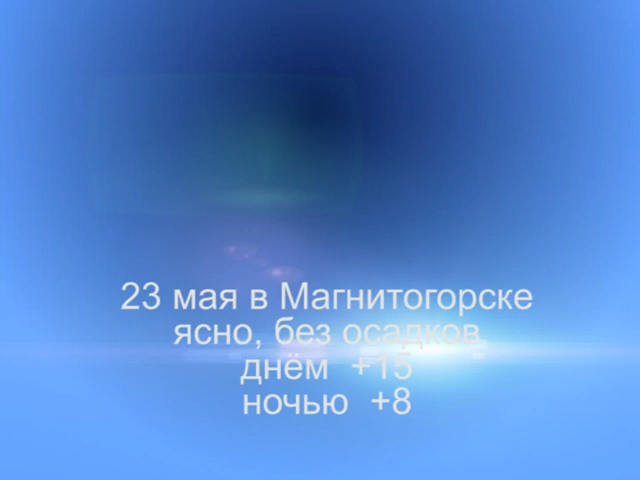 23 мая в Магнитогорске
ясно, без осадков
днём +15
ночью +8